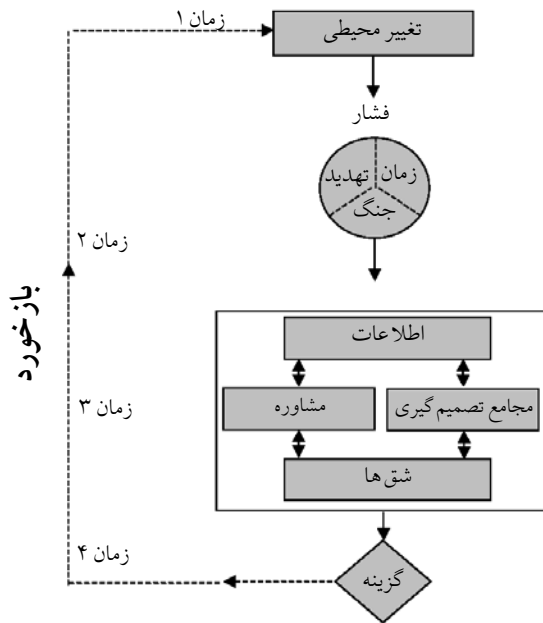 زمان ۱
تغییر محیطی
فشار
تهدید
زمان
جنگ
زمان ۲
بازخورد
اطلاعات
مشاوره
مجامع تصمیم گیری
زمان ۳
شق ها
زمان ۴
گزینه